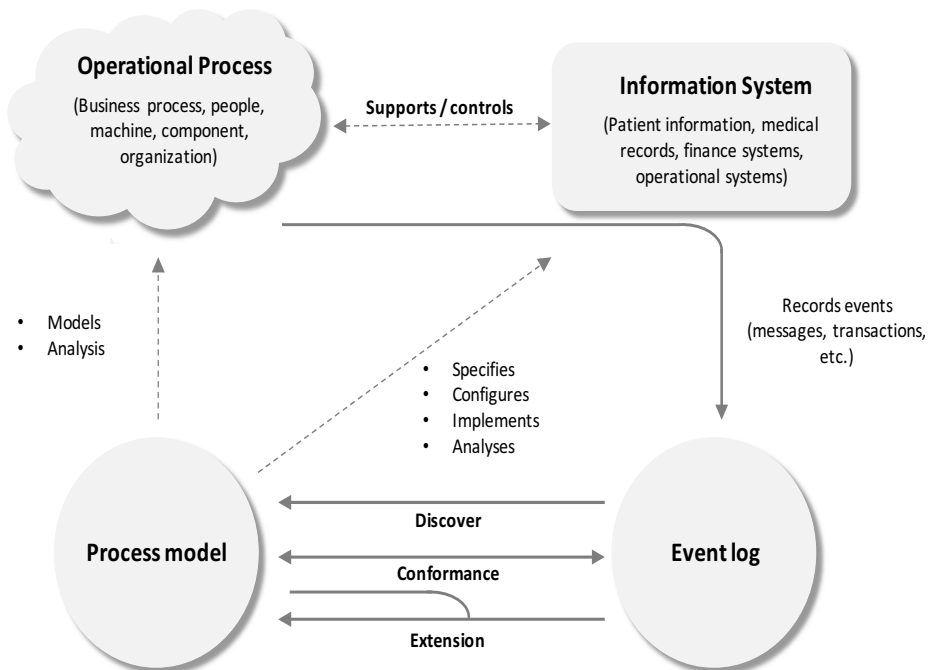 Operational Process
(Business process, people,
machine, component,
organization)
Supports / controls
Information System
(Patient information, medical
records, finance systems,
operational systems)
• Models
• Analysis
Records events
(messages, transactions,
etc.)
• Specifies
• Configures
• Implements
• Analyses
Process model
Discover
Conformance
Extension
Event log